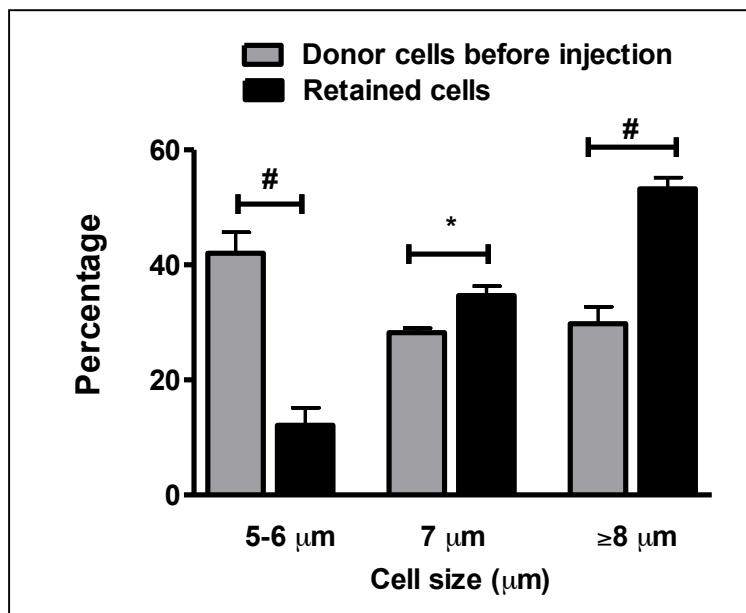 Donor cells before injection
Retained cells
Percentage
60
40
20
0
#
*
#
5-6 μm
7 μm
≥8 μm
Cell size (μm)